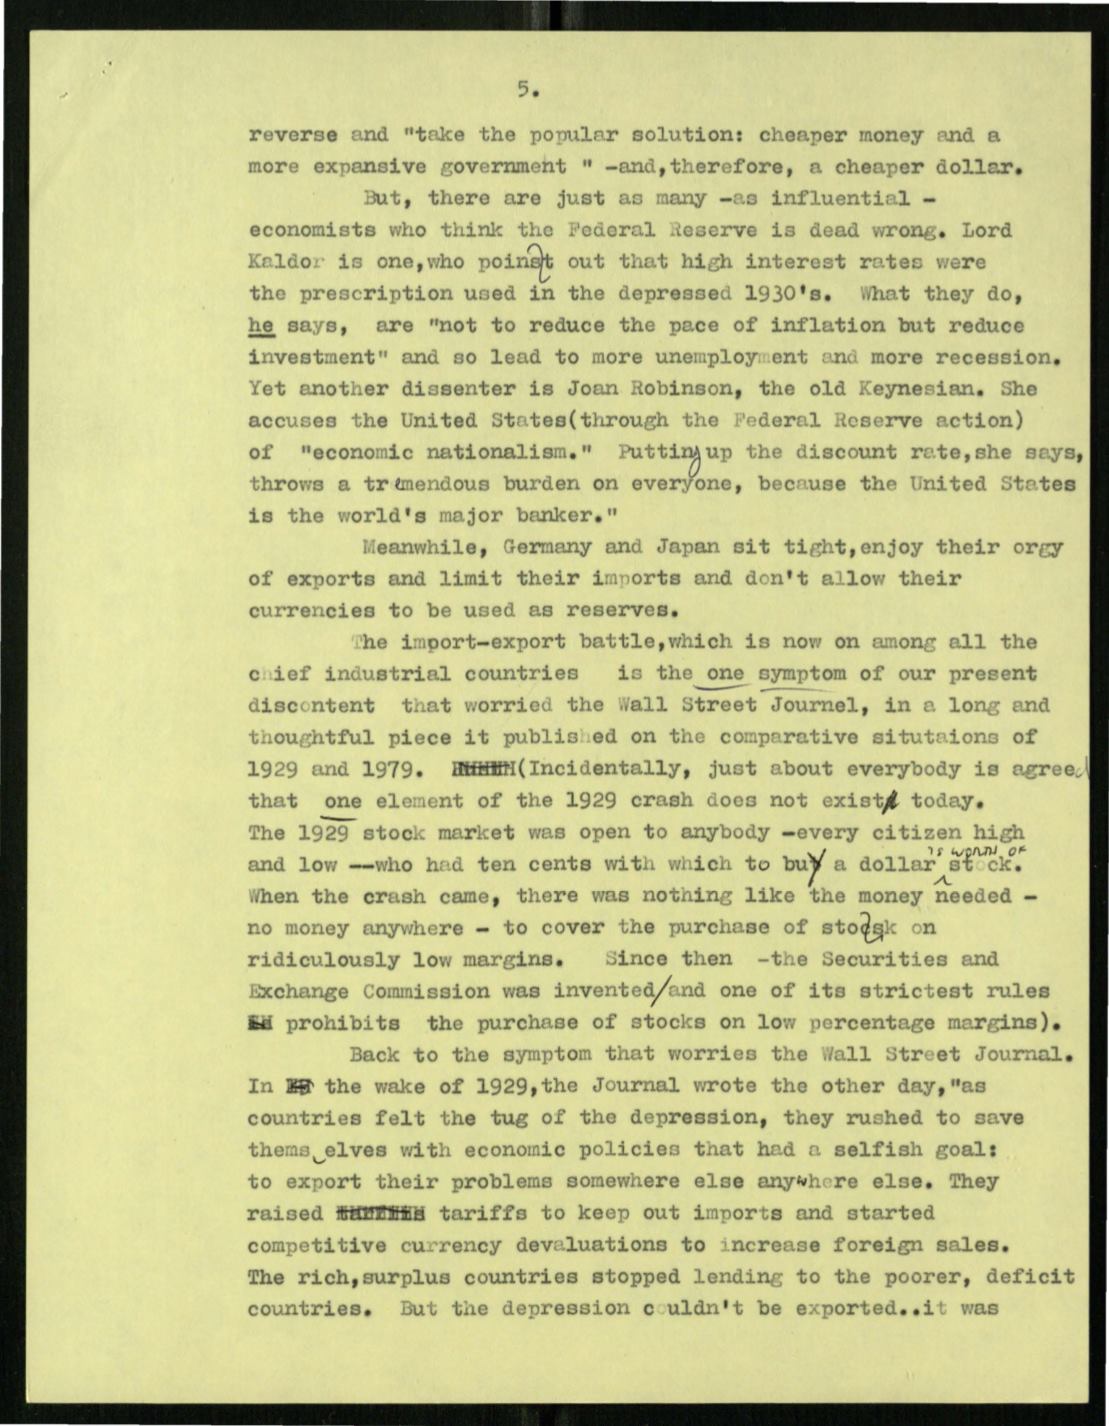 5.
reverse and "take the popular solution: cheaper money and a
more expansive government " -and,therefore, a cheaper dollar.
But, there are just as many -as influential -
economists who think the Federal Reserve is dead wrong. Lord
Kaldor is one,who poinst out that high interest rates were
the prescription used in the depressed 1930's. What they do,
he says, are "not to reduce the pace of inflation but reduce
investment" and so lead to more unemployment and more recession.
Yet another dissenter is Joan Robinson, the old Keynesian. She
accuses the United States(through the Federal Reserve action)
of "economic nationalism." Putting up the discount rate,she says,
throws a tremendous burden on everyone, because the United States
is the world's major banker."
Meanwhile, Germany and Japan sit tight,enjoy their orgy
of exports and limit their imports and don't allow their
currencies to be used as reserves.
The import-export battle,which is now on among all the
chief industrial countries is the one symptom of our present
discontent that worried the Wall Street Journel, in a long and
thoughtful piece it published on the comparative situtaions of
1929 and 1979. (Incidentally, just about everybody is agreed
that one element of the 1929 crash does not exist today.
The 1929 stock market was open to anybody -every citizen high
and low --who had ten cents with which to buy a dollar's worth of stock.
When the crash came, there was nothing like the money needed -
no money anywhere - to cover the purchase of stocsk on
ridiculously low margins. Since then -the Securities and
Exchange Commission was invented/and one of its strictest rules
prohibits the purchase of stocks on low percentage margins).
Back to the symptom that worries the Wall Street Journal.
In the wake of 1929,the Journal wrote the other day,"as
countries felt the tug of the depression, they rushed to save
themselves with economic policies that had a selfish goal:
to export their problems somewhere else anywhere else. They
raised tariffs to keep out imports and started
competitive currency devaluations to increase foreign sales.
The rich,surplus countries stopped lending to the poorer, deficit
countries. But the depression couldn't be exported..it was